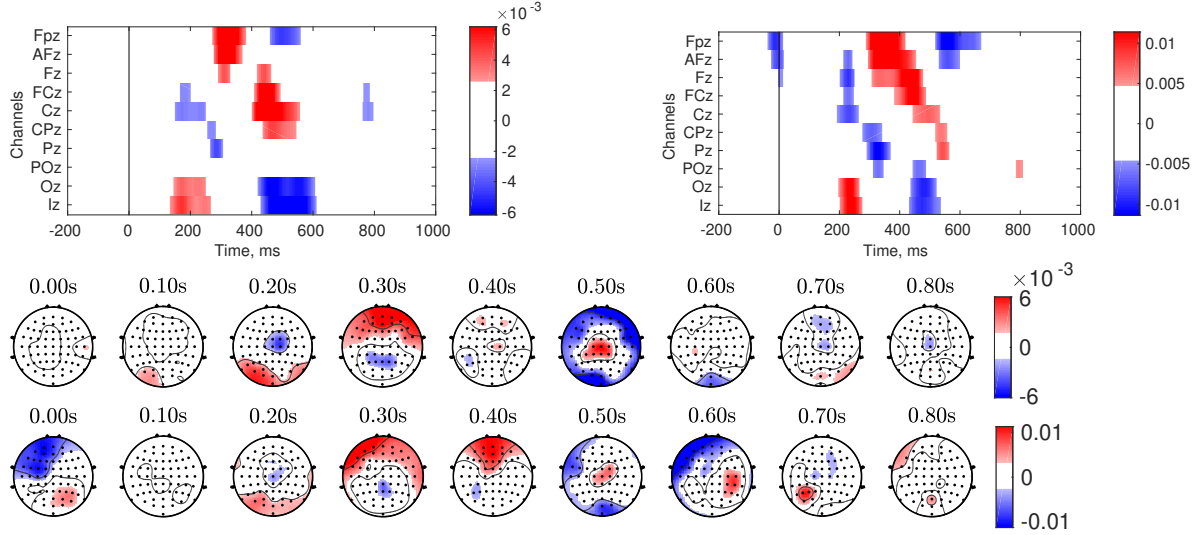 × 10⁻³
Fpz
AFz
Fz
FCz
Cz
CPz
Pz
POz
Oz
Iz
Channels
-200 0 200 400 600 800 1000
Time, ms
6
4
2
0
-2
-4
-6
Fpz
AFz
Fz
FCz
Cz
CPz
Pz
POz
Oz
Iz
Channels
-200 0 200 400 600 800 1000
Time, ms
0.01
0.005
0
-0.005
-0.01
0.00s 0.10s 0.20s 0.30s 0.40s 0.50s 0.60s 0.70s 0.80s
× 10⁻³
6
0
-6
0.00s 0.10s 0.20s 0.30s 0.40s 0.50s 0.60s 0.70s 0.80s
0.01
0
-0.01